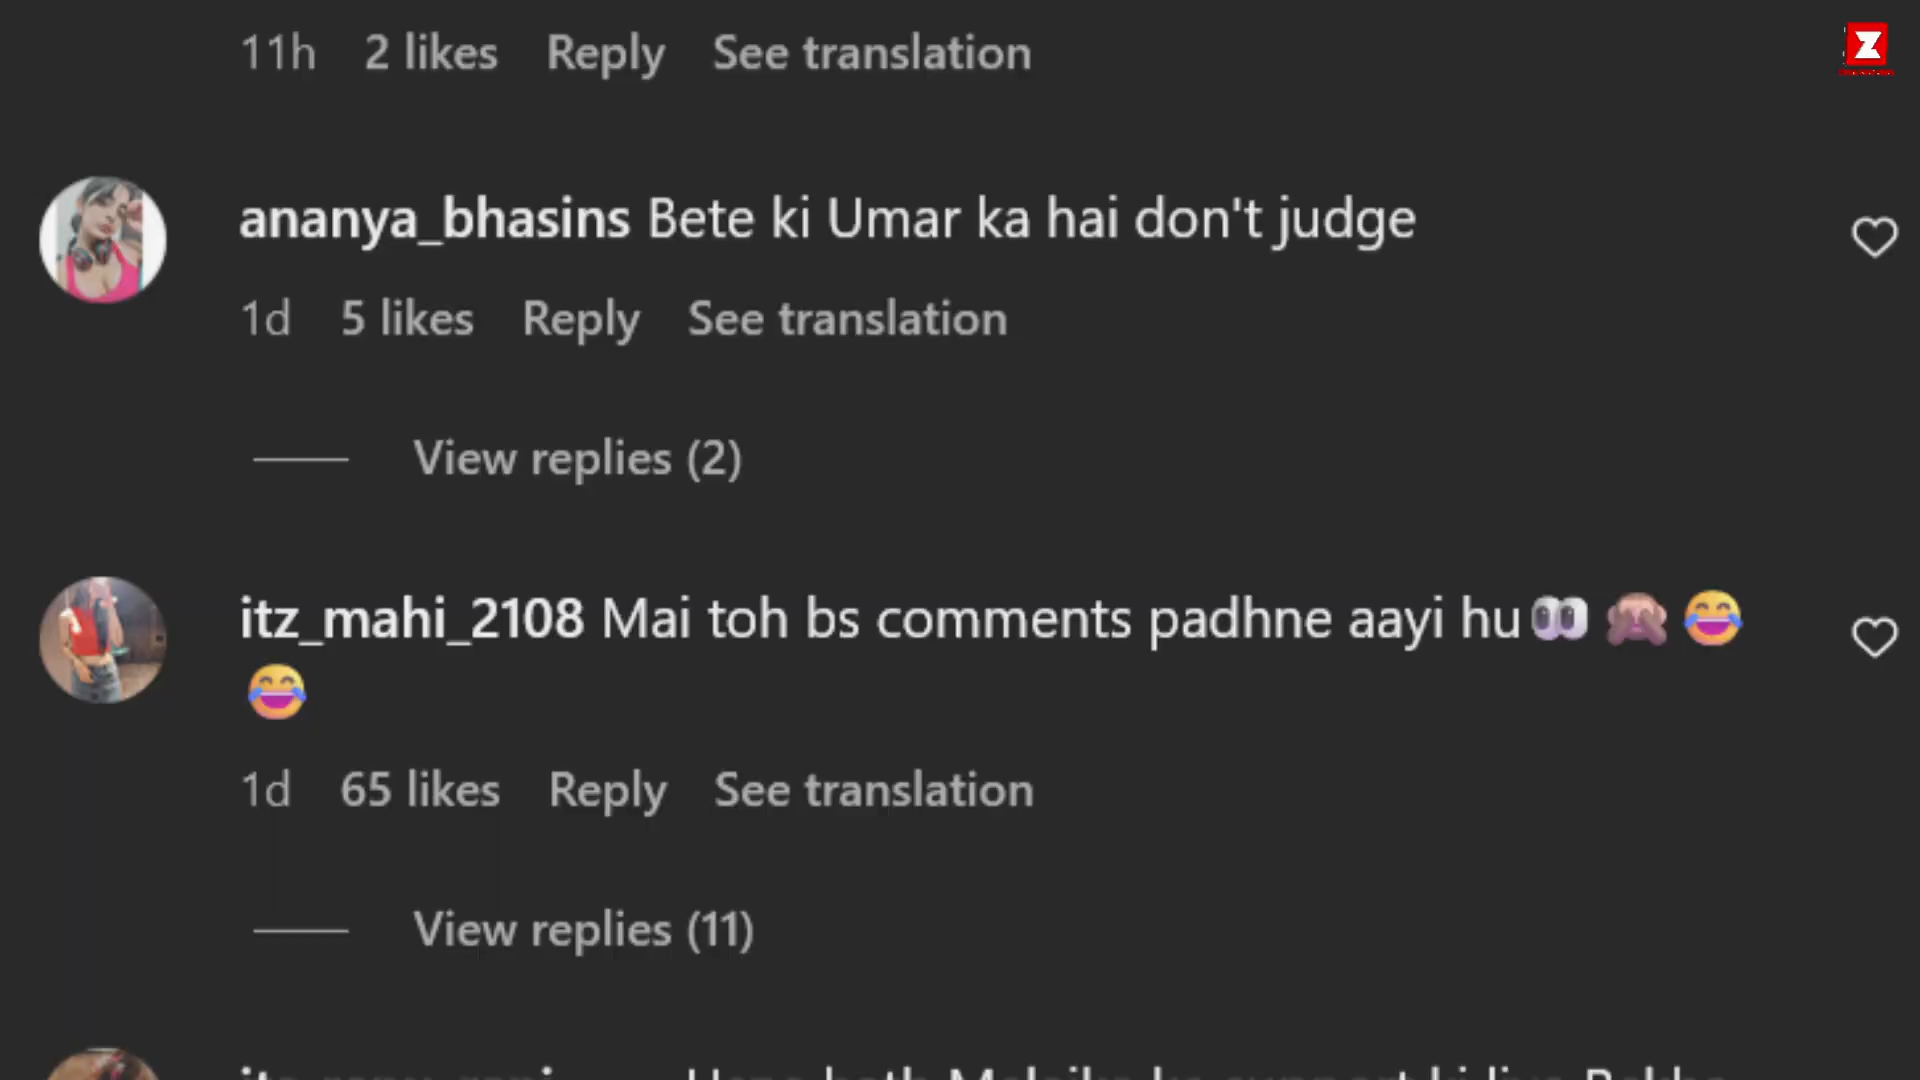 11h 2 likes Reply See translation
Z
ananya_bhasins Bete ki Umar ka hai don't judge
1d 5 likes Reply See translation
View replies (2)
itz_mahi_2108 Mai toh bs comments padhne aayi hu👀 🙈 😂
😂
1d 65 likes Reply See translation
View replies (11)